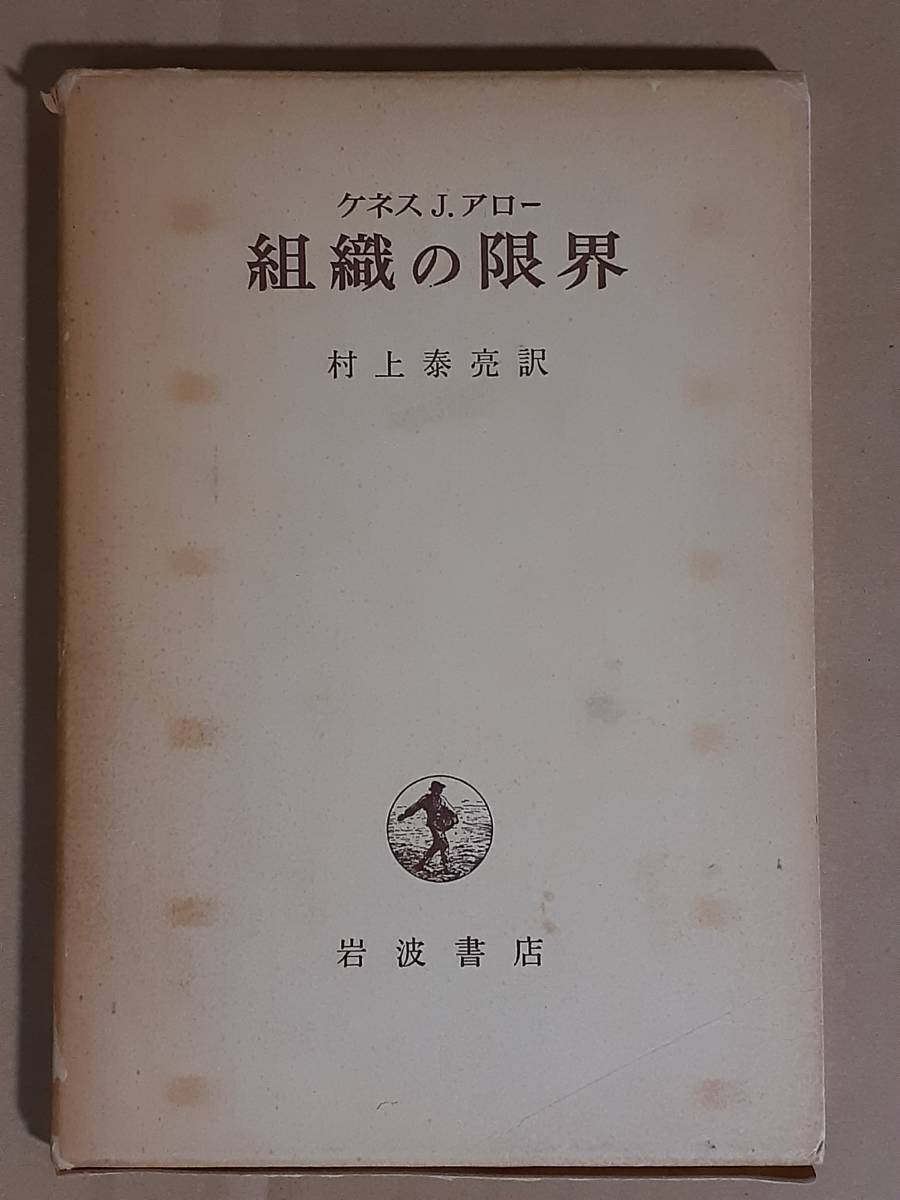 ケネス J. アロー
組織の限界
村上泰亮訳
岩波書店